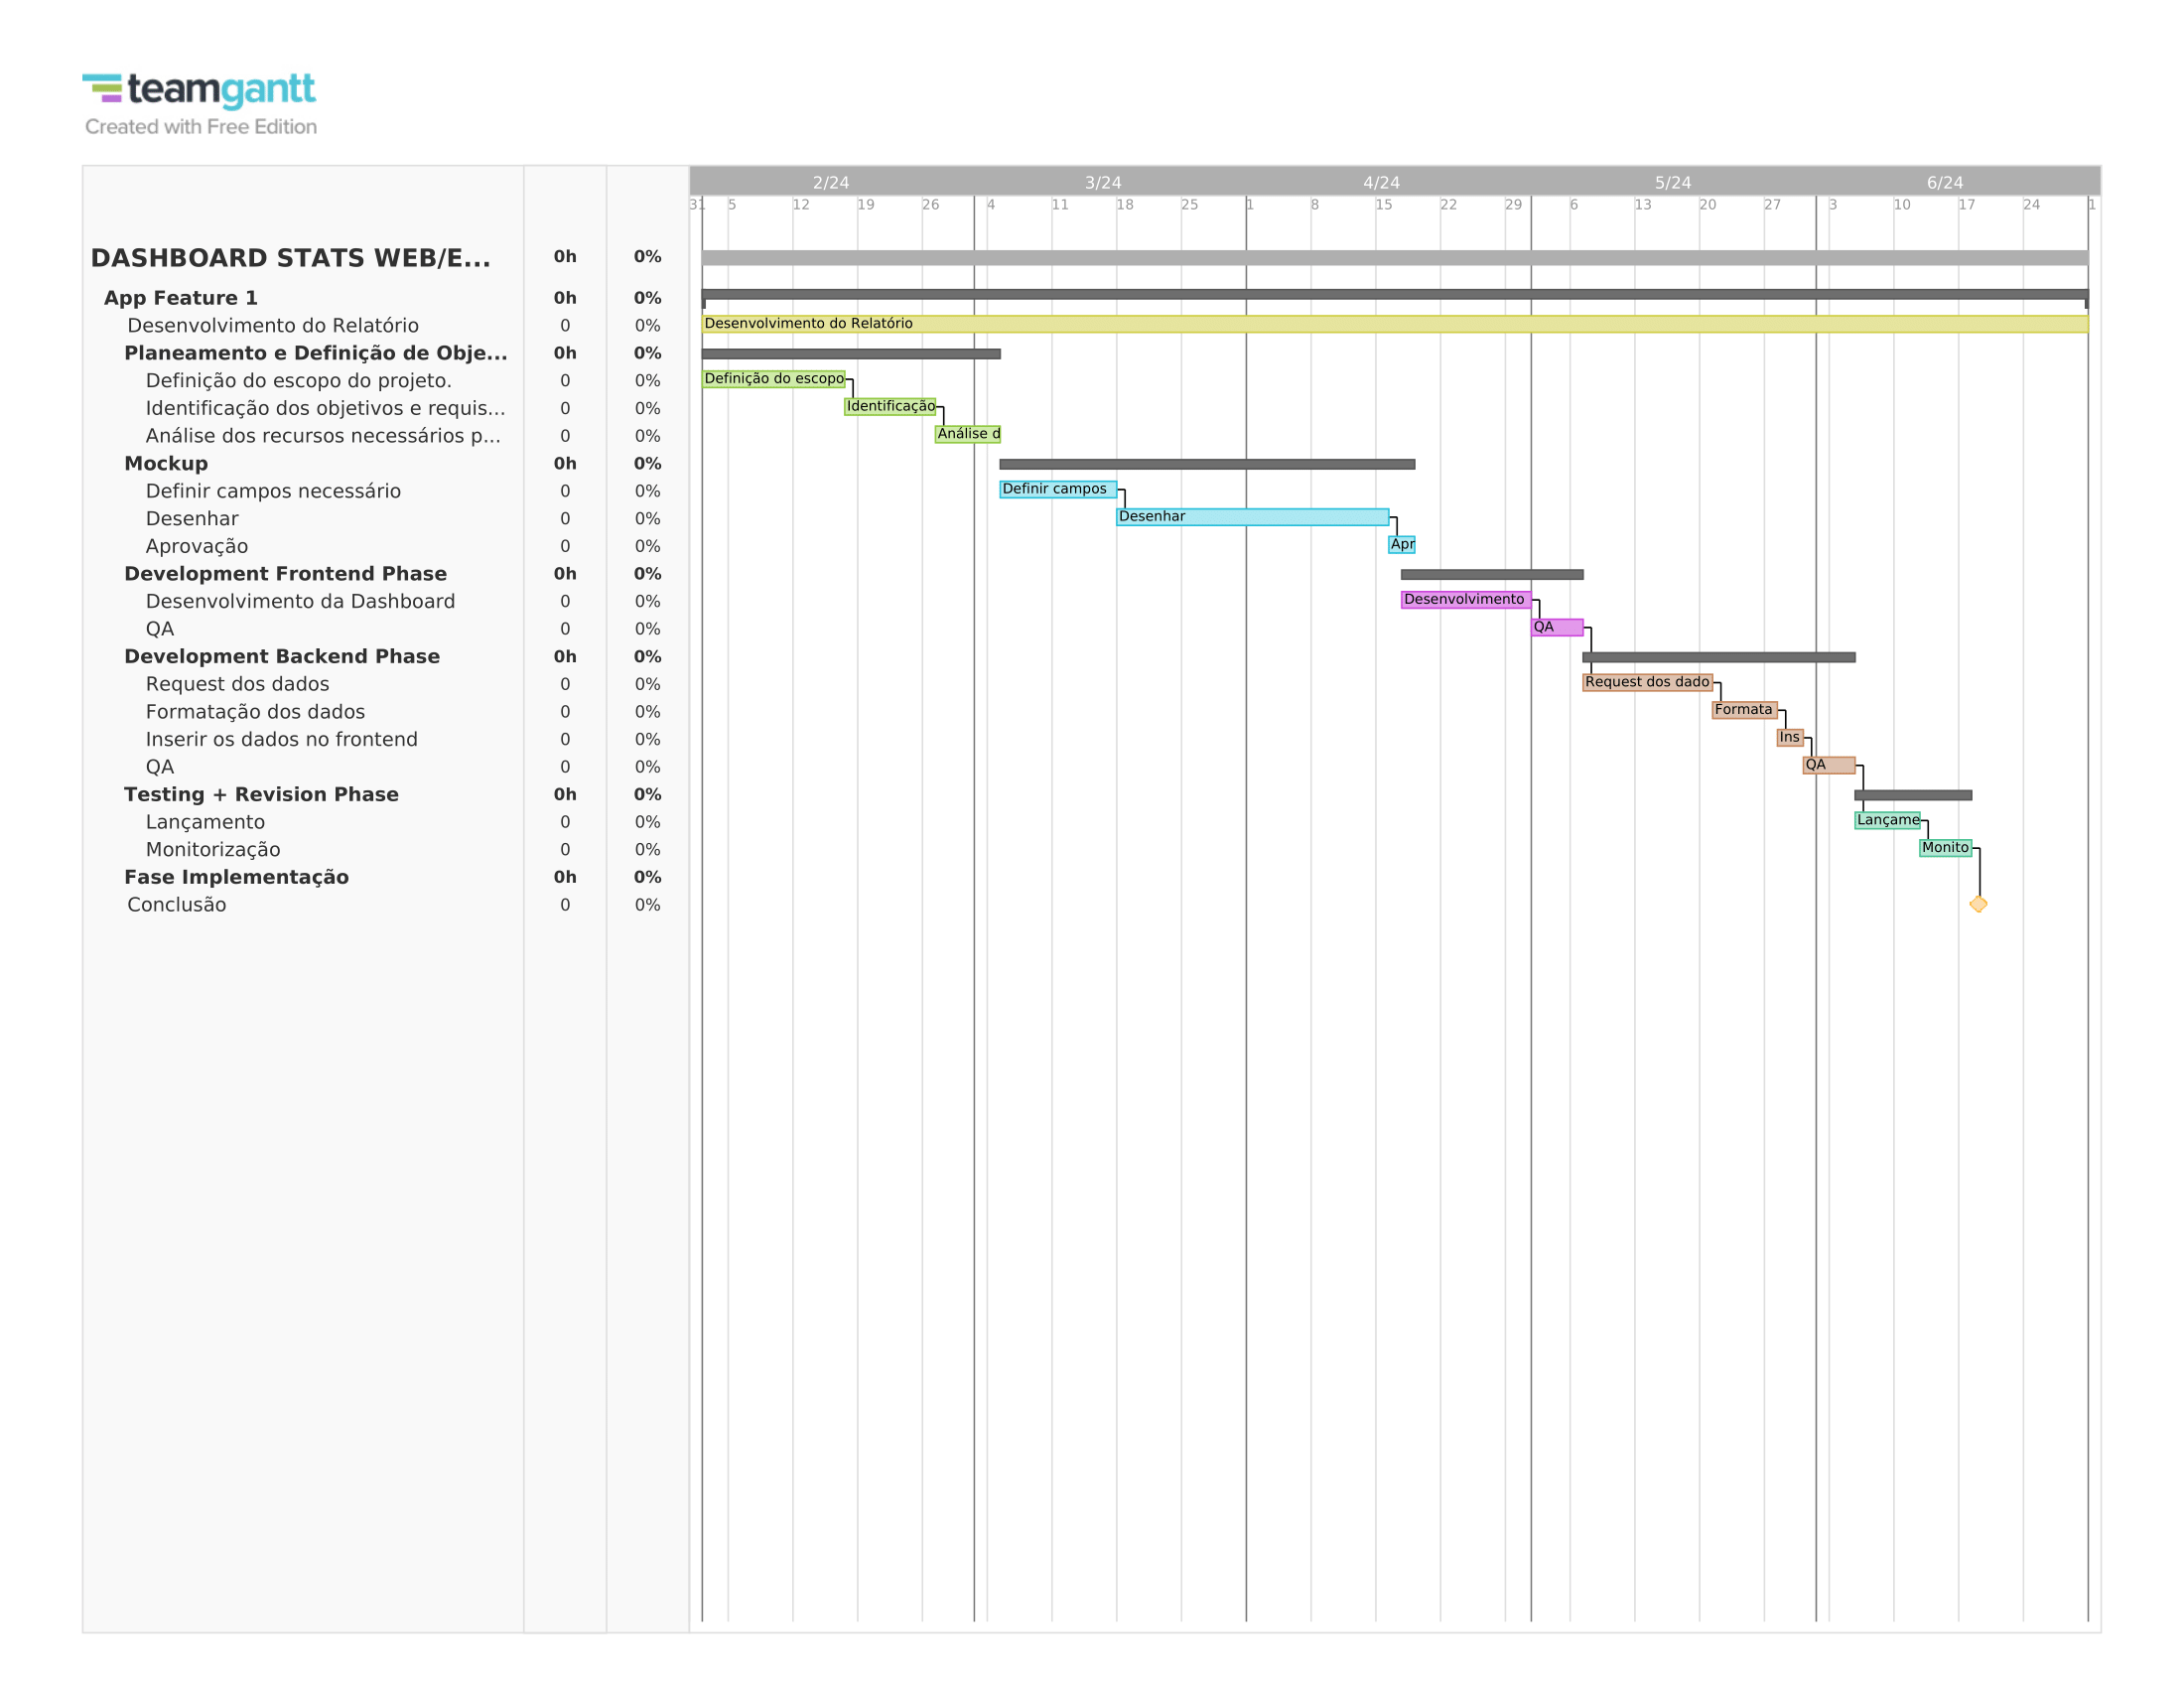 teamgantt
Created with Free Edition
2/24 3/24 4/24 5/24 6/24
31 5 12 19 26 4 11 18 25 1 8 15 22 29 6 13 20 27 3 10 17 24 1
DASHBOARD STATS WEB/E... 0h 0%
App Feature 1 0h 0%
Desenvolvimento do Relatório 0 0% Desenvolvimento do Relatório
Planeamento e Definição de Obje... 0h 0%
Definição do escopo do projeto. 0 0% Definição do escopo
Identificação dos objetivos e requis... 0 0% Identificação
Análise dos recursos necessários p... 0 0% Análise d
Mockup 0h 0%
Definir campos necessário 0 0% Definir campos
Desenhar 0 0% Desenhar
Aprovação 0 0% Apr
Development Frontend Phase 0h 0%
Desenvolvimento da Dashboard 0 0% Desenvolvimento
QA 0 0% QA
Development Backend Phase 0h 0%
Request dos dados 0 0% Request dos dado
Formatação dos dados 0 0% Formata
Inserir os dados no frontend 0 0% Ins
QA 0 0% QA
Testing + Revision Phase 0h 0%
Lançamento 0 0% Lançame
Monitorização 0 0% Monito
Fase Implementação 0h 0%
Conclusão 0 0%